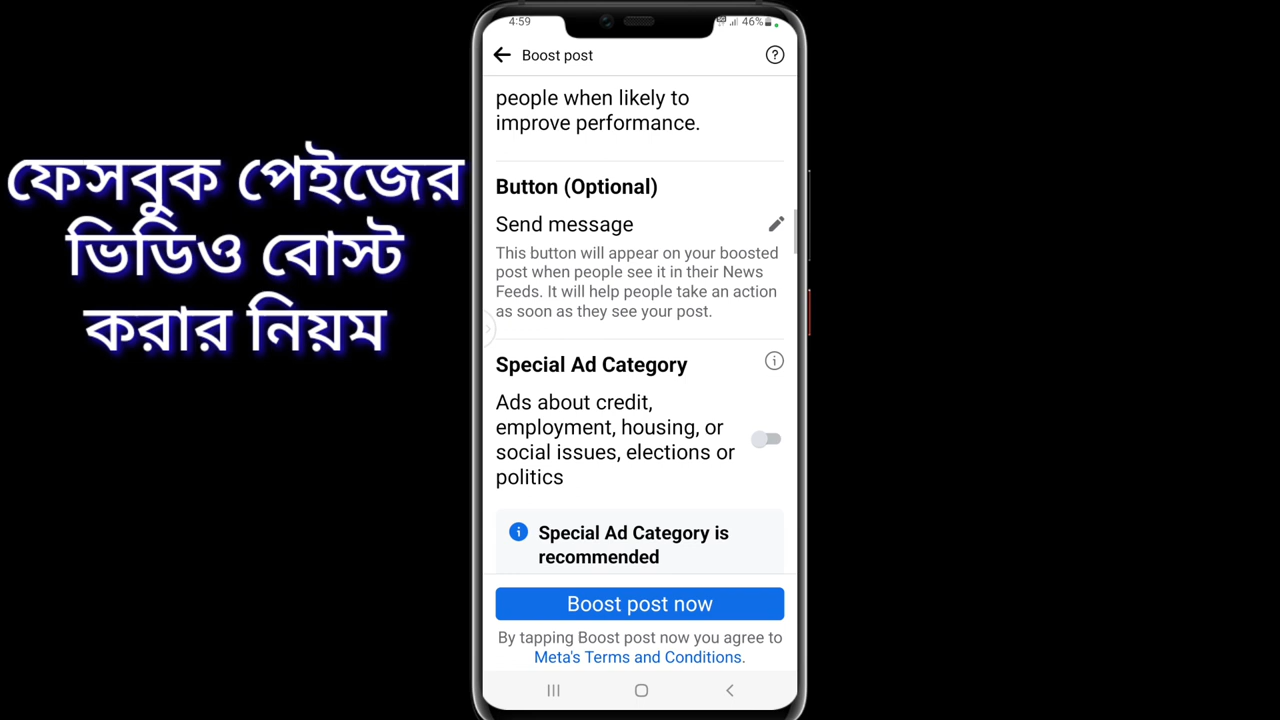 ফেসবুক পেইজের
ভিডিও বোস্ট
করার নিয়ম
4:59
46%
Boost post
people when likely to
improve performance.
Button (Optional)
Send message
This button will appear on your boosted
post when people see it in their News
Feeds. It will help people take an action
as soon as they see your post.
Special Ad Category
Ads about credit,
employment, housing, or
social issues, elections or
politics
Special Ad Category is
recommended
Boost post now
By tapping Boost post now you agree to
Meta's Terms and Conditions.